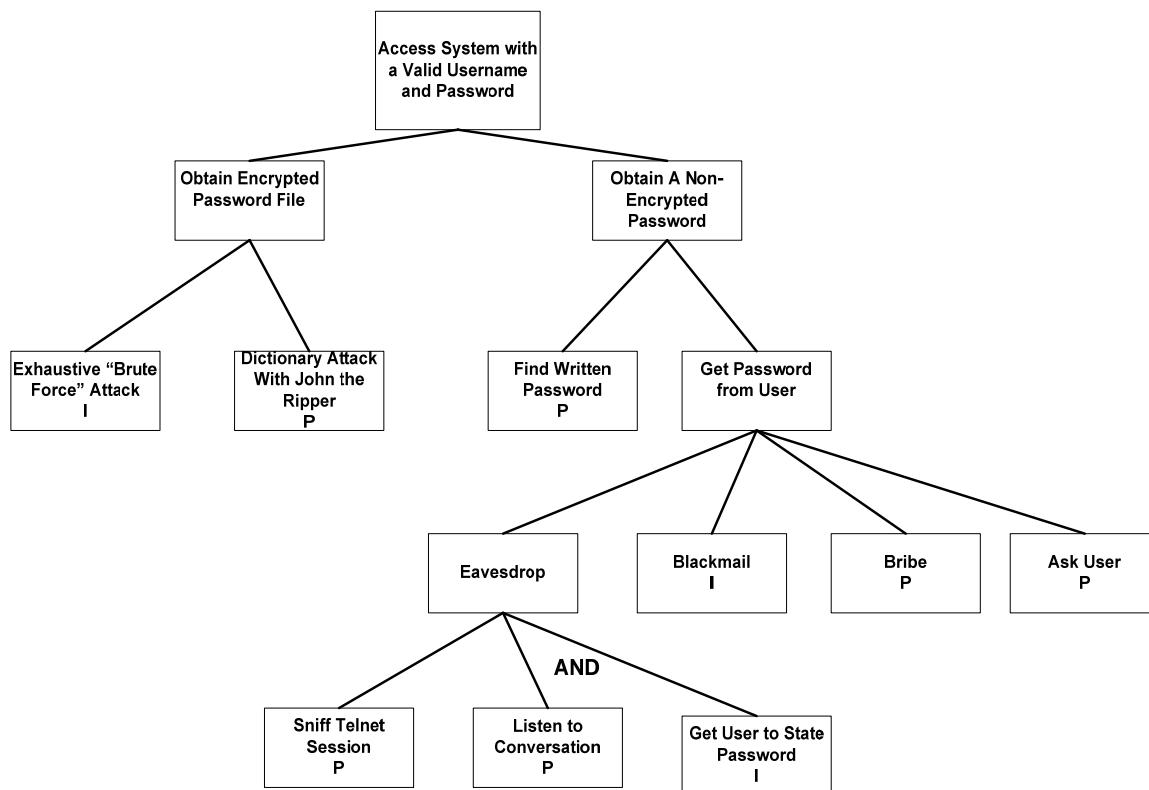 Access System with
a Valid Username
and Password
Obtain Encrypted
Password File
Obtain A Non-
Encrypted
Password
Exhaustive “Brute
Force” Attack
I
Dictionary Attack
With John the
Ripper
P
Find Written
Password
P
Get Password
from User
Eavesdrop
Blackmail
I
Bribe
P
Ask User
P
AND
Sniff Telnet
Session
P
Listen to
Conversation
P
Get User to State
Password
I